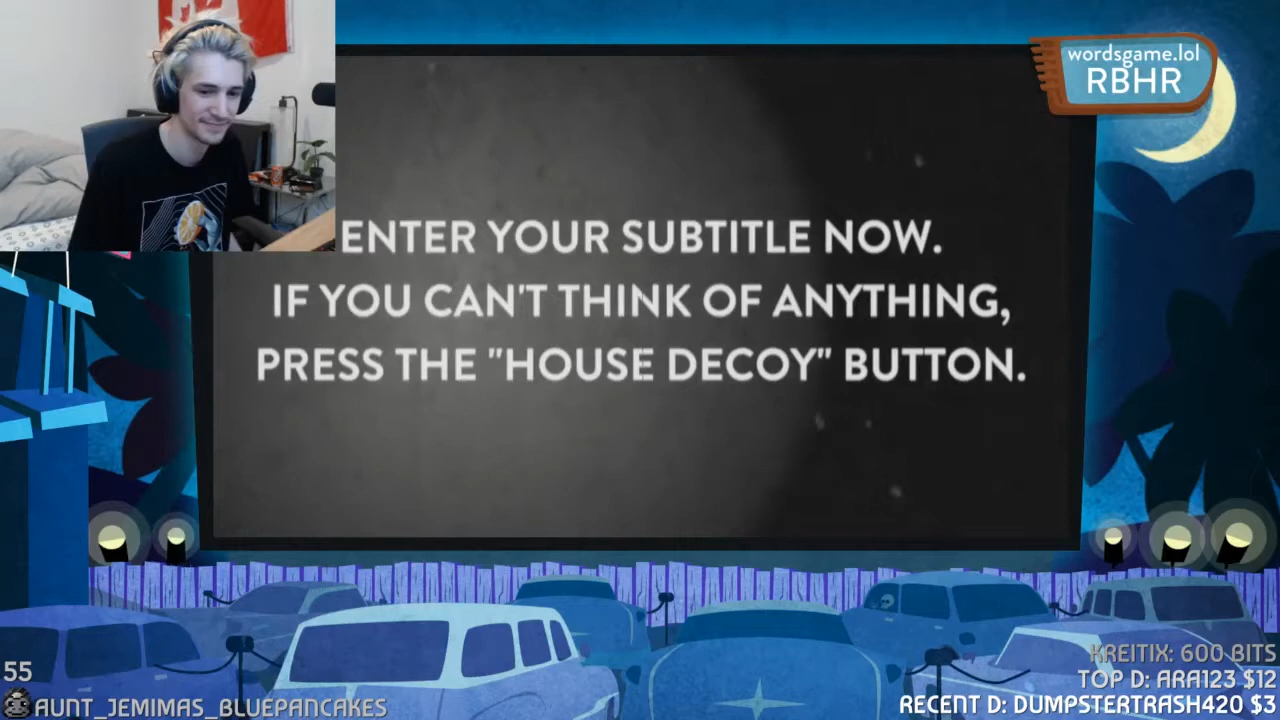 wordsgame.lol
RBHR
ENTER YOUR SUBTITLE NOW.
IF YOU CAN'T THINK OF ANYTHING,
PRESS THE "HOUSE DECOY" BUTTON.
55
AUNT_JEMIMAS_BLUEPANCAKES
KREITIX: 600 BITS
TOP D: ARA123 $12
RECENT D: DUMPSTERTRASH420 $3